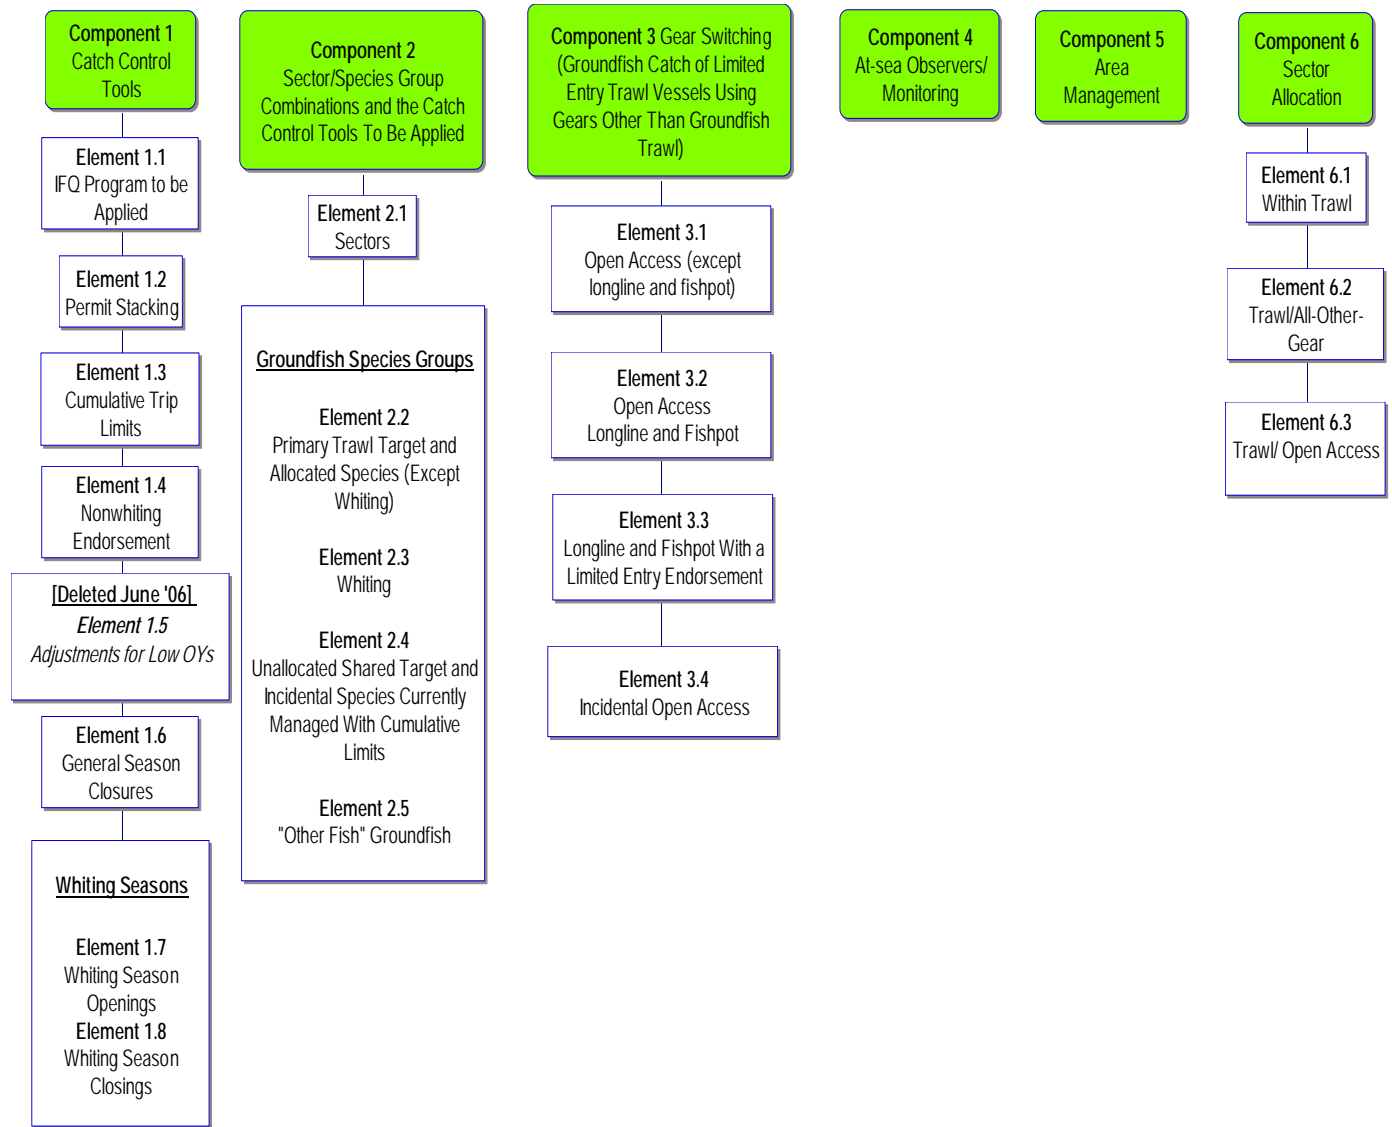 Component 1
Catch Control
Tools
Element 1.1
IFQ Program to be
Applied
Element 1.2
Permit Stacking
Element 1.3
Cumulative Trip
Limits
Element 1.4
Nonwhiting
Endorsement
[Deleted June '06]
Element 1.5
Adjustments for Low OYs
Element 1.6
General Season
Closures
Whiting Seasons
Element 1.7
Whiting Season
Openings
Element 1.8
Whiting Season
Closings
Component 2
Sector/Species Group
Combinations and the Catch
Control Tools To Be Applied
Element 2.1
Sectors
Groundfish Species Groups
Element 2.2
Primary Trawl Target and
Allocated Species (Except
Whiting)
Element 2.3
Whiting
Element 2.4
Unallocated Shared Target and
Incidental Species Currently
Managed With Cumulative
Limits
Element 2.5
"Other Fish" Groundfish
Component 3 Gear Switching
(Groundfish Catch of Limited
Entry Trawl Vessels Using
Gears Other Than Groundfish
Trawl)
Element 3.1
Open Access (except
longline and fishpot)
Element 3.2
Open Access
Longline and Fishpot
Element 3.3
Longline and Fishpot With a
Limited Entry Endorsement
Element 3.4
Incidental Open Access
Component 4
At-sea Observers/
Monitoring
Component 5
Area
Management
Component 6
Sector
Allocation
Element 6.1
Within Trawl
Element 6.2
Trawl/All-Other-
Gear
Element 6.3
Trawl/ Open Access